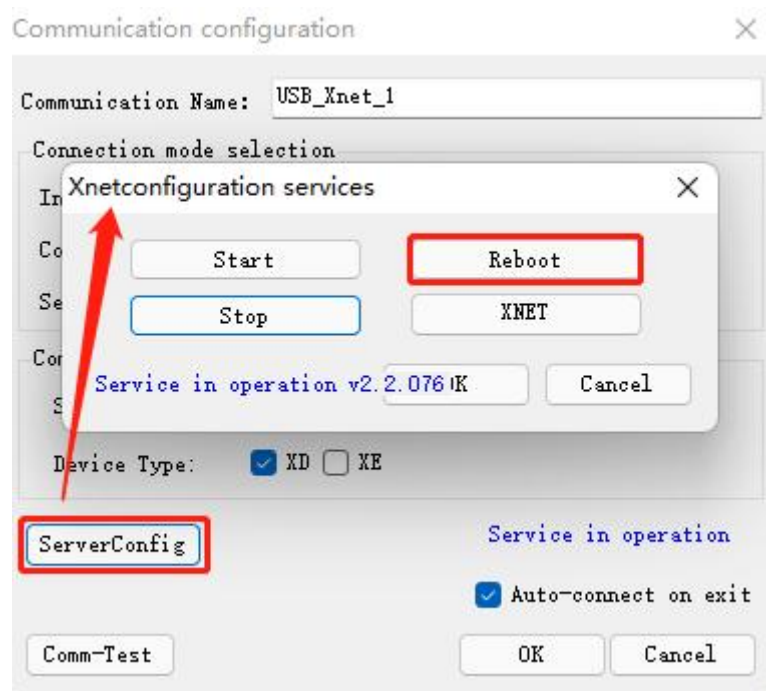 Communication configuration
Communication Name: USB_Xnet_1
Connection mode selection
Xnetconfiguration services
Start Reboot
Stop XNET
Service in operation v2.2.076 K Cancel
Device Type: XD XE
ServerConfig Service in operation
Auto-connect on exit
Comm-Test OK Cancel